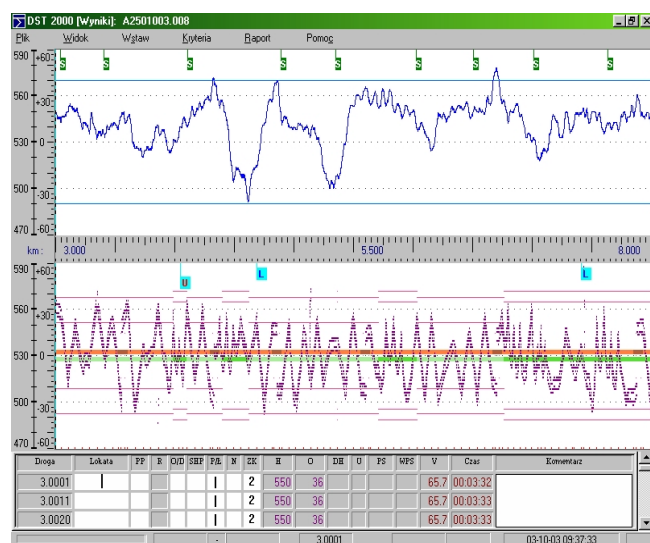 DST 2000 [Wyniki]: A2501003.008
Plik Widok Wstaw Kryteria Raport Pomoc
590 +60
560 +30
530 0
500 -30
470 -60
km: 3.000 5.500 8.000
590 +60
L L
U
560 +30
530 0
500 -30
470 -60
Droga Lokata PP R O/D SHP P/L N ZK H O DH U PS WPS V Czas Komentarz
3.0001 | | 2 550 36 65.7 00:03:32
3.0011 | 2 550 36 65.7 00:03:33
3.0020 | 2 550 36 65.7 00:03:33
- 3.0001 03-10-03 09:37:33